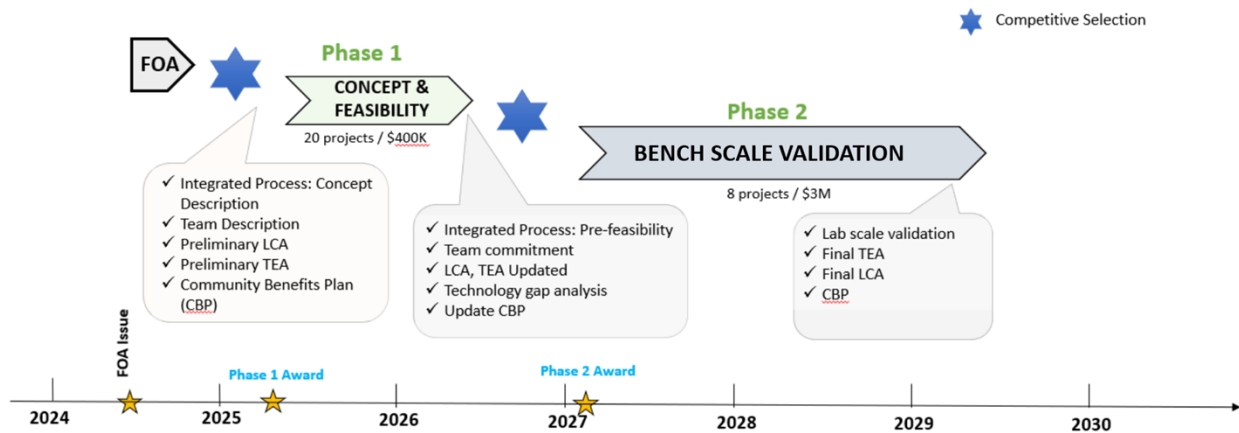 Competitive Selection
FOA
Phase 1
CONCEPT &
FEASIBILITY
20 projects / $400K
Phase 2
BENCH SCALE VALIDATION
8 projects / $3M
✓ Integrated Process: Concept
Description
✓ Team Description
✓ Preliminary LCA
✓ Preliminary TEA
✓ Community Benefits Plan
(CBP)
✓ Integrated Process: Pre-feasibility
✓ Team commitment
✓ LCA, TEA Updated
✓ Technology gap analysis
✓ Update CBP
✓ Lab scale validation
✓ Final TEA
✓ Final LCA
✓ CBP
FOA Issue
Phase 1 Award
Phase 2 Award
2024
2025
2026
2027
2028
2029
2030